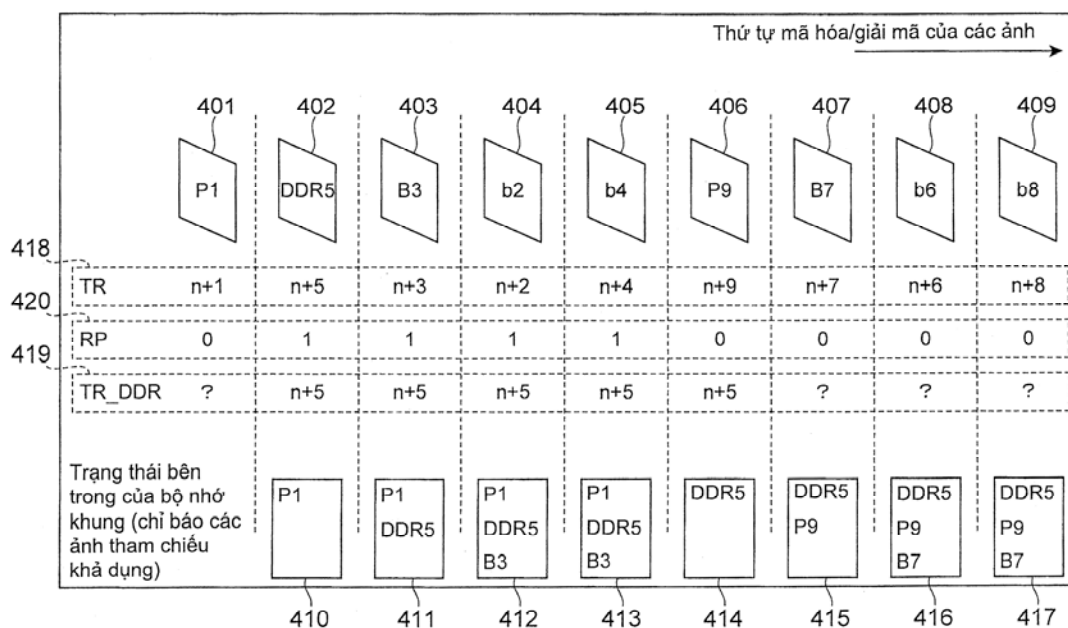 Thứ tự mã hóa/giải mã của các ảnh
401 402 403 404 405 406 407 408 409
P1 DDR5 B3 b2 b4 P9 B7 b6 b8
418
TR n+1 n+5 n+3 n+2 n+4 n+9 n+7 n+6 n+8
420
RP 0 1 1 1 1 0 0 0 0
419
TR_DDR ? n+5 n+5 n+5 n+5 n+5 ? ? ?
Trạng thái bên
trong của bộ nhớ
khung (chỉ báo các
ảnh tham chiếu
khả dụng)
P1 P1 P1 P1 DDR5 DDR5 DDR5 DDR5
DDR5 DDR5 DDR5 P9 P9 P9
B3 B3 B7 B7
410 411 412 413 414 415 416 417